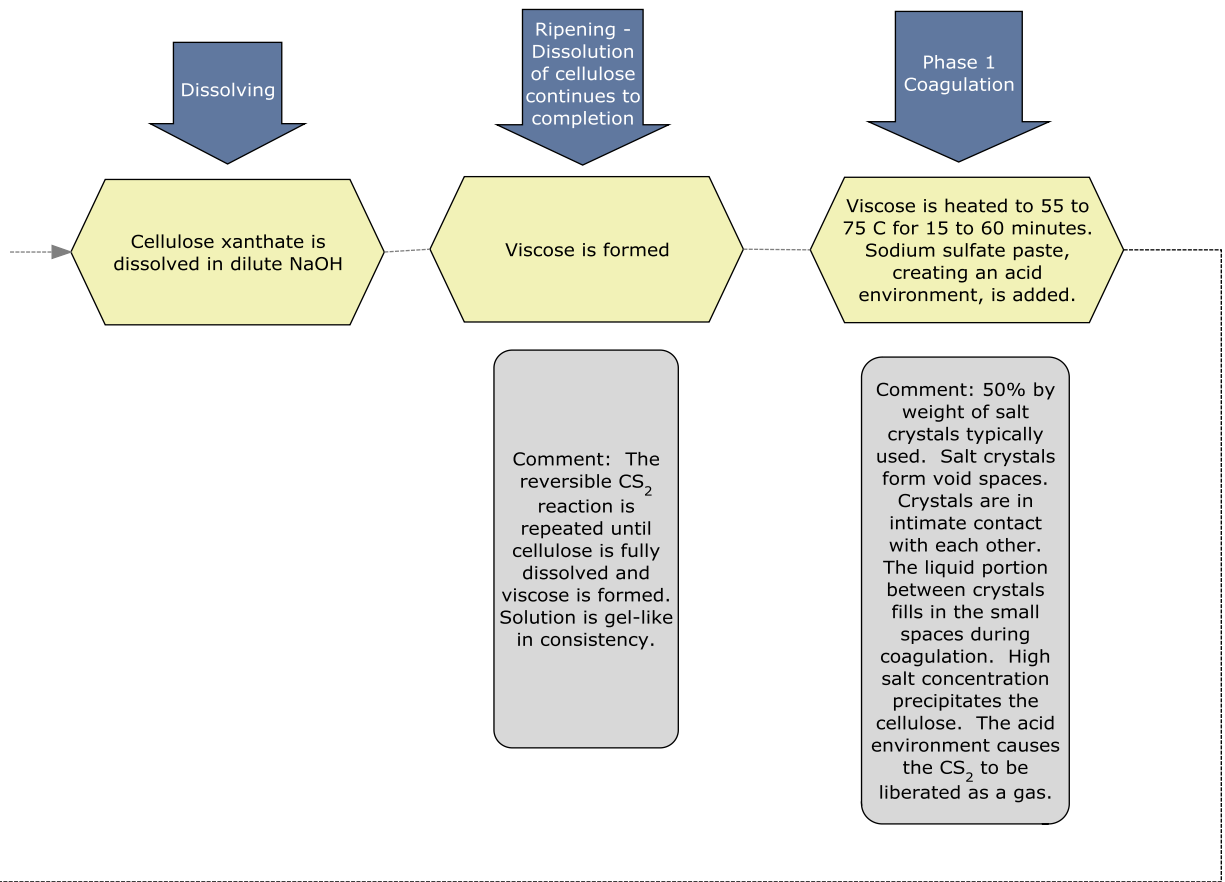 Dissolving
Ripening -
Dissolution
of cellulose
continues to
completion
Phase 1
Coagulation
Cellulose xanthate is
dissolved in dilute NaOH
Viscose is formed
Viscose is heated to 55 to
75 C for 15 to 60 minutes.
Sodium sulfate paste,
creating an acid
environment, is added.
Comment:  The
reversible CS2
reaction is
repeated until
cellulose is fully
dissolved and
viscose is formed.
Solution is gel-like
in consistency.
Comment: 50% by
weight of salt
crystals typically
used.  Salt crystals
form void spaces.
Crystals are in
intimate contact
with each other.
The liquid portion
between crystals
fills in the small
spaces during
coagulation.  High
salt concentration
precipitates the
cellulose.  The acid
environment causes
the CS2 to be
liberated as a gas.